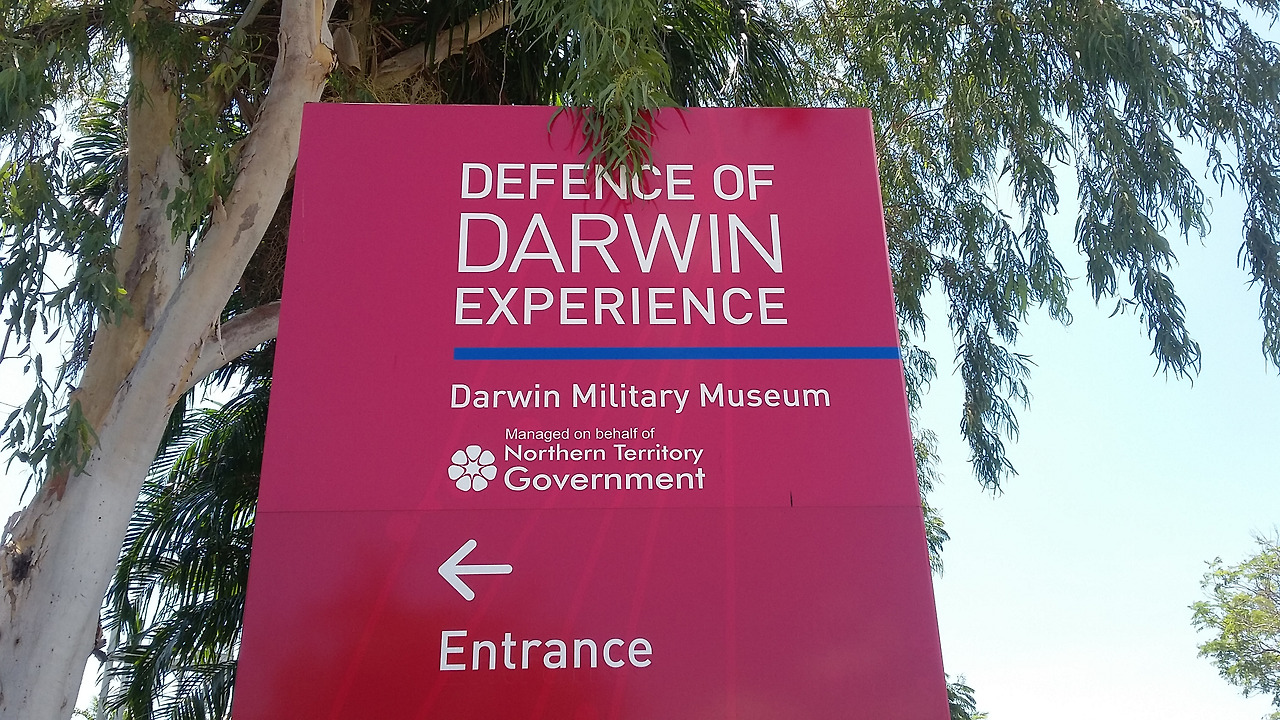 DEFENCE OF
DARWIN
EXPERIENCE
Darwin Military Museum
Managed on behalf of
Northern Territory
Government
Entrance